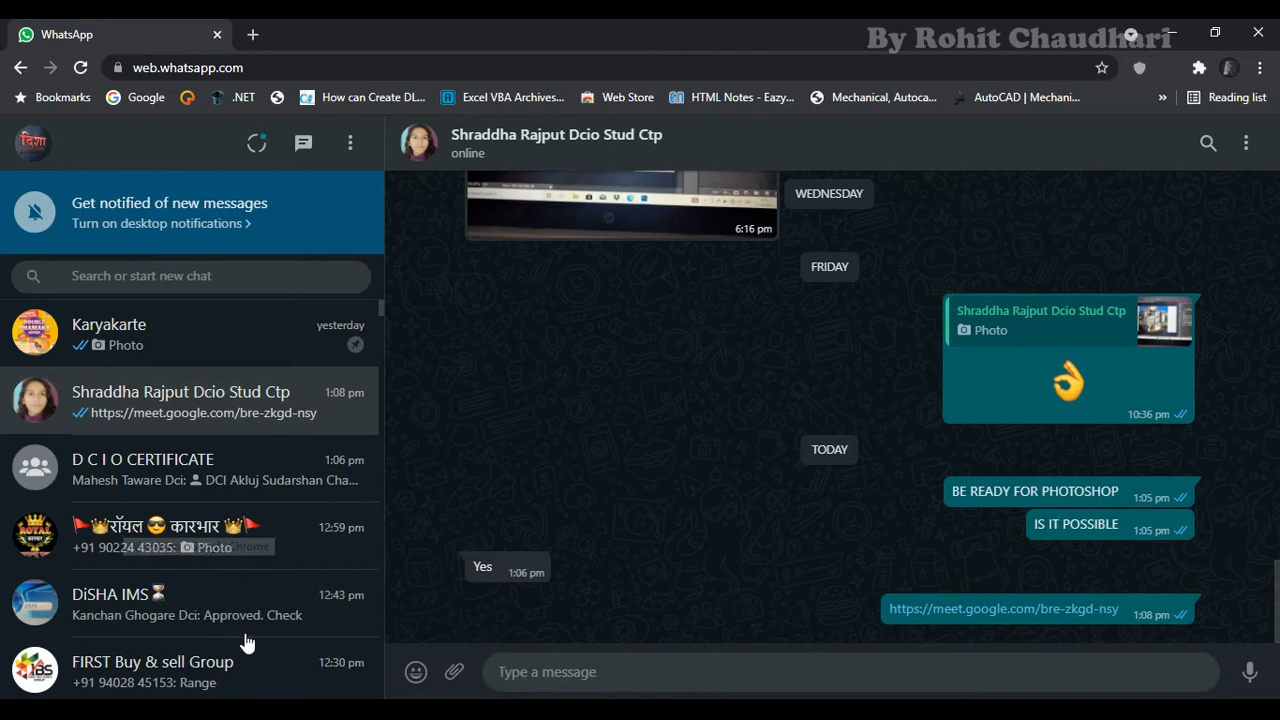 WhatsApp
By Rohit Chaudhari
web.whatsapp.com
Bookmarks
Google
.NET
How can Create DL...
Excel VBA Archives...
Web Store
HTML Notes - Eazy...
Mechanical, Autoca...
AutoCAD | Mechani...
»
Reading list
दिशा
Get notified of new messages
Turn on desktop notifications >
Search or start new chat
Karyakarte yesterday
Photo
Shraddha Rajput Dcio Stud Ctp 1:08 pm
https://meet.google.com/bre-zkgd-nsy
D C I O CERTIFICATE 1:06 pm
Mahesh Taware Dci: DCI Akluj Sudarshan Cha...
🚩👑रॉयल 😎 कारभार 👑🚩 12:59 pm
+91 90224 43035: Photo
Chrome
DiSHA IMS⏳ 12:43 pm
Kanchan Ghogare Dci: Approved. Check
FIRST Buy & sell Group 12:30 pm
+91 94028 45153: Range
Shraddha Rajput Dcio Stud Ctp
online
WEDNESDAY
6:16 pm
FRIDAY
Shraddha Rajput Dcio Stud Ctp
Photo
👌
10:36 pm
TODAY
BE READY FOR PHOTOSHOP 1:05 pm
IS IT POSSIBLE 1:05 pm
Yes 1:06 pm
https://meet.google.com/bre-zkgd-nsy 1:08 pm
Type a message